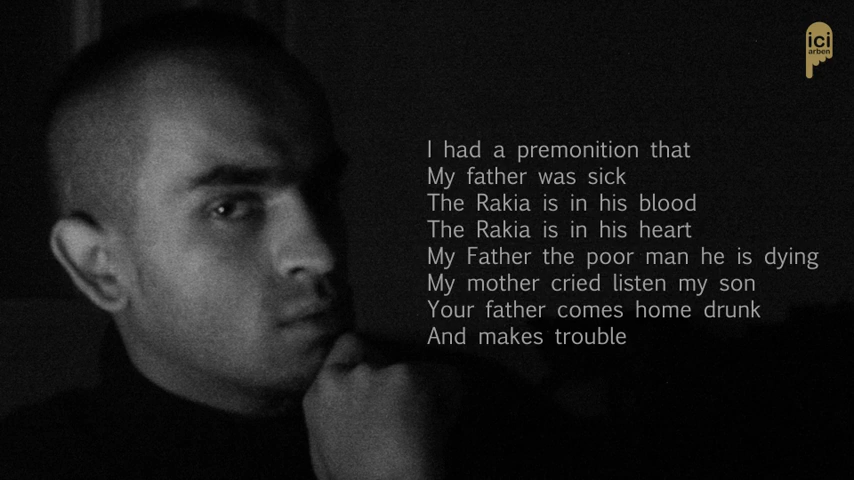 ici
arben
I had a premonition that
My father was sick
The Rakia is in his blood
The Rakia is in his heart
My Father the poor man he is dying
My mother cried listen my son
Your father comes home drunk
And makes trouble